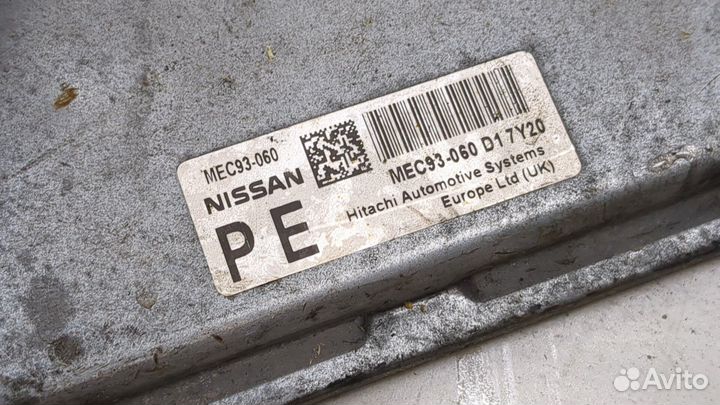 MEC93-060
NISSAN
PE
MEC93-060 D1 7Y20
Hitachi Automotive Systems
Europe Ltd (UK)
Avito